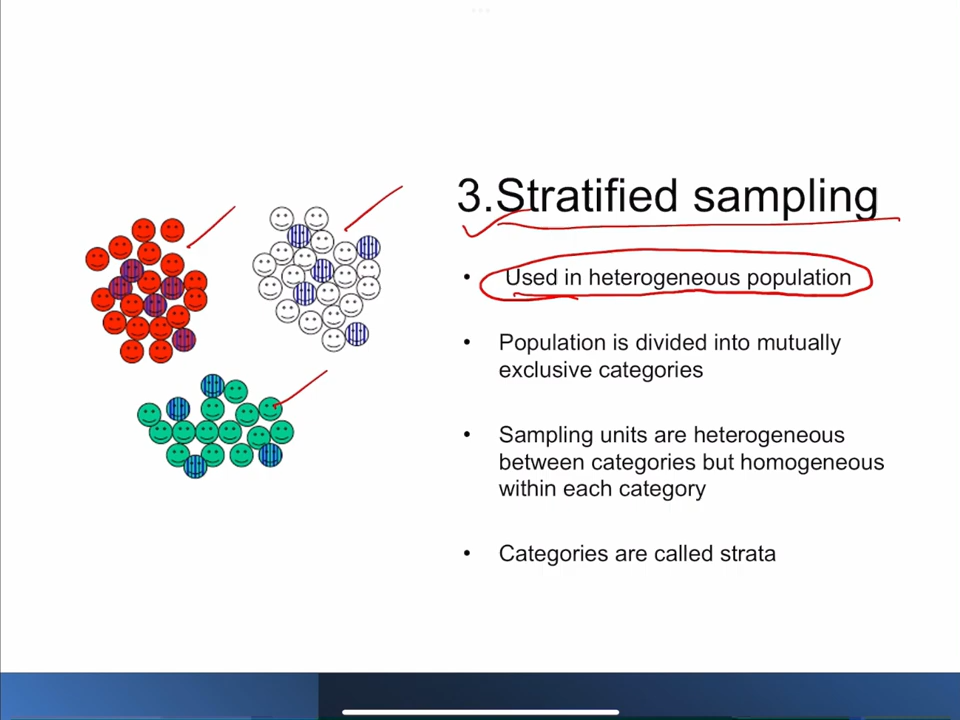 3.Stratified sampling
• Used in heterogeneous population
• Population is divided into mutually
exclusive categories
• Sampling units are heterogeneous
between categories but homogeneous
within each category
• Categories are called strata